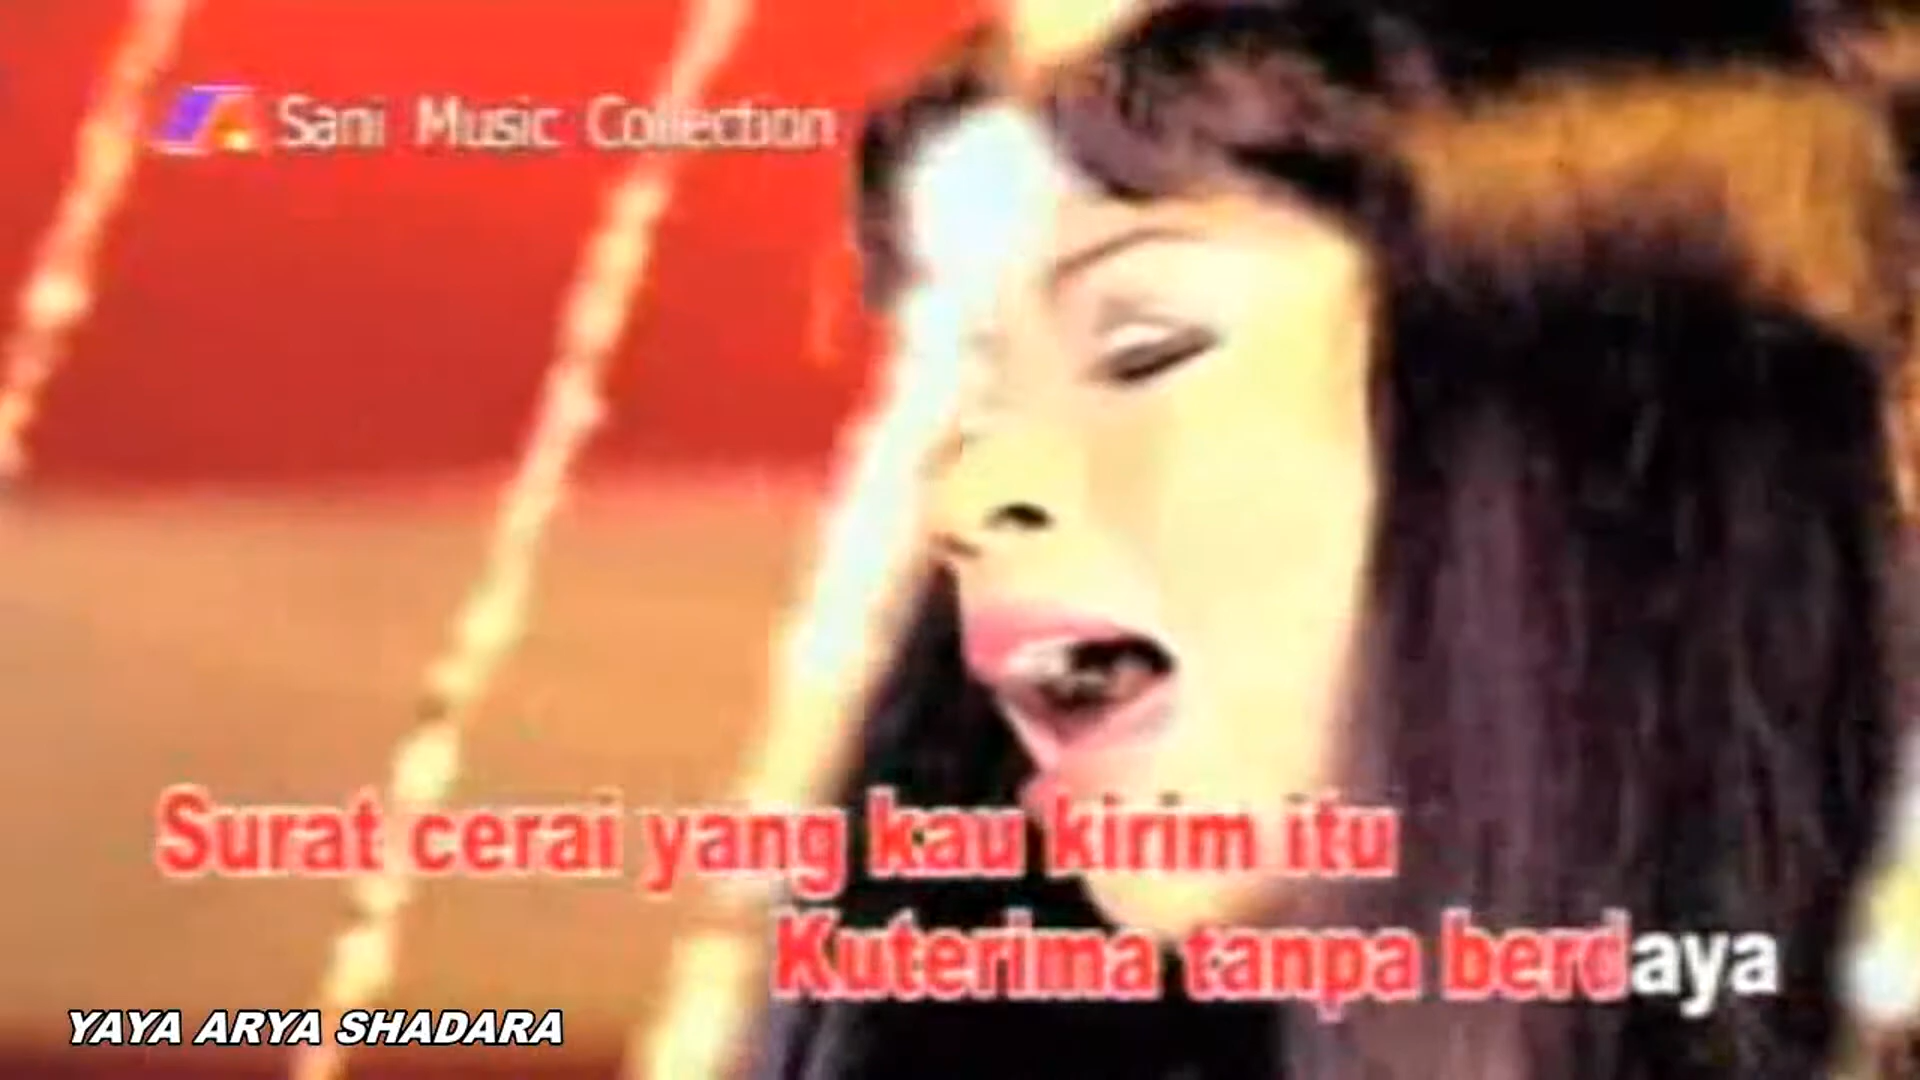 Sani Music Collection
Surat cerai yang kau kirim itu
Kuterima tanpa berdaya
YAYA ARYA SHADARA